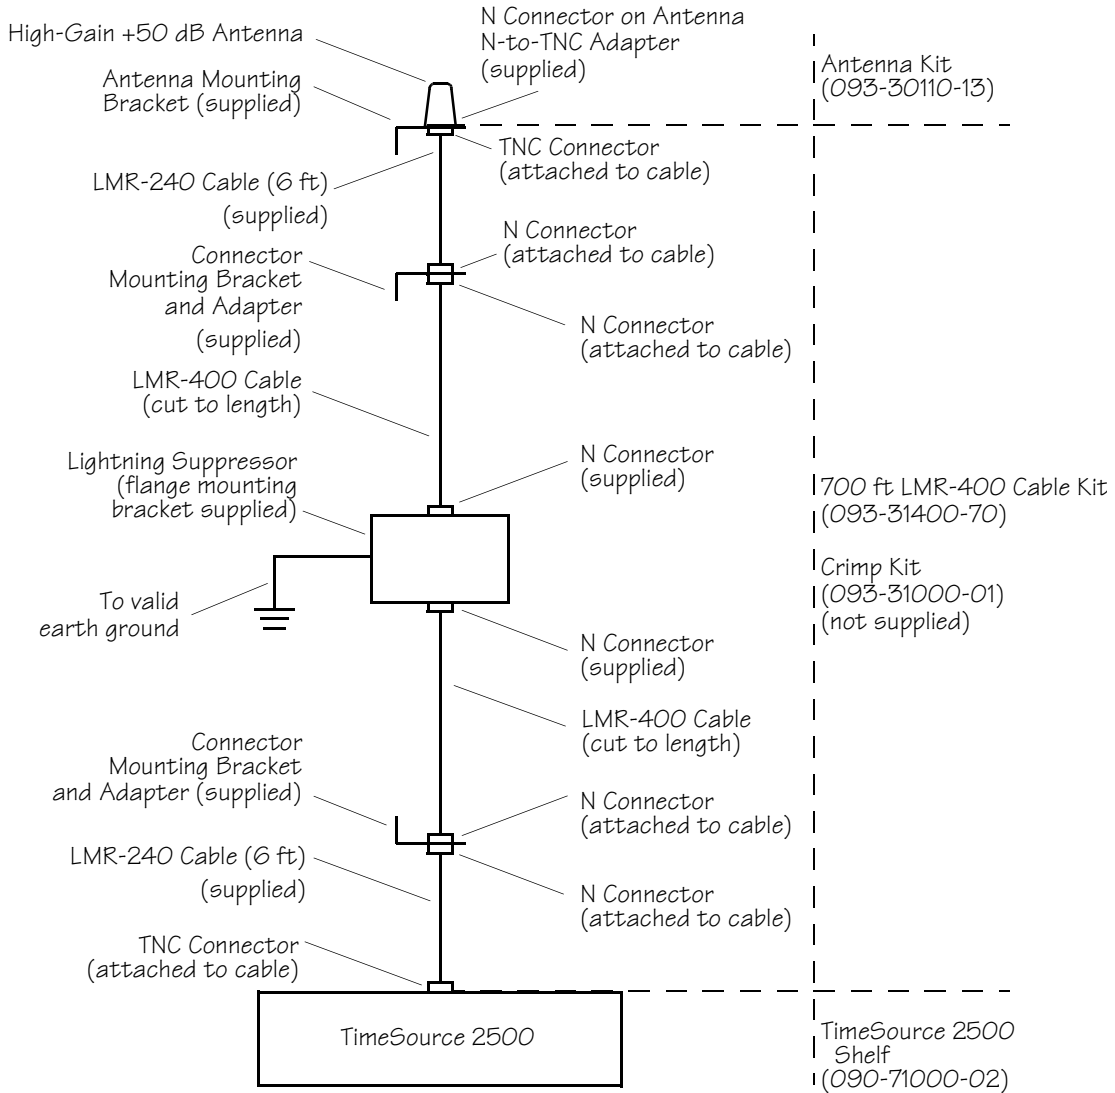 High-Gain +50 dB Antenna
N Connector on Antenna
N-to-TNC Adapter
(supplied)
Antenna Kit
(093-30110-13)
Antenna Mounting
Bracket (supplied)
TNC Connector
(attached to cable)
LMR-240 Cable (6 ft)
(supplied)
N Connector
(attached to cable)
Connector
Mounting Bracket
and Adapter
(supplied)
N Connector
(attached to cable)
LMR-400 Cable
(cut to length)
Lightning Suppressor
(flange mounting
bracket supplied)
N Connector
(supplied)
700 ft LMR-400 Cable Kit
(093-31400-70)
Crimp Kit
(093-31000-01)
(not supplied)
To valid
earth ground
N Connector
(supplied)
LMR-400 Cable
(cut to length)
Connector
Mounting Bracket
and Adapter (supplied)
N Connector
(attached to cable)
LMR-240 Cable (6 ft)
(supplied)
N Connector
(attached to cable)
TNC Connector
(attached to cable)
TimeSource 2500
TimeSource 2500
Shelf
(090-71000-02)